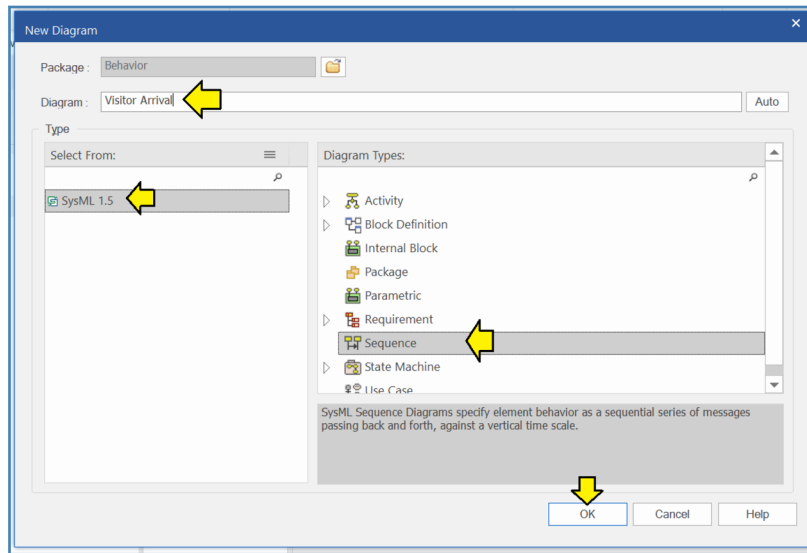 New Diagram
Package : Behavior
Diagram : Visitor Arrival Auto
Type
Select From:
Diagram Types:
SysML 1.5
Activity
Block Definition
Internal Block
Package
Parametric
Requirement
Sequence
State Machine
Use Case
SysML Sequence Diagrams specify element behavior as a sequential series of messages
passing back and forth, against a vertical time scale.
OK Cancel Help